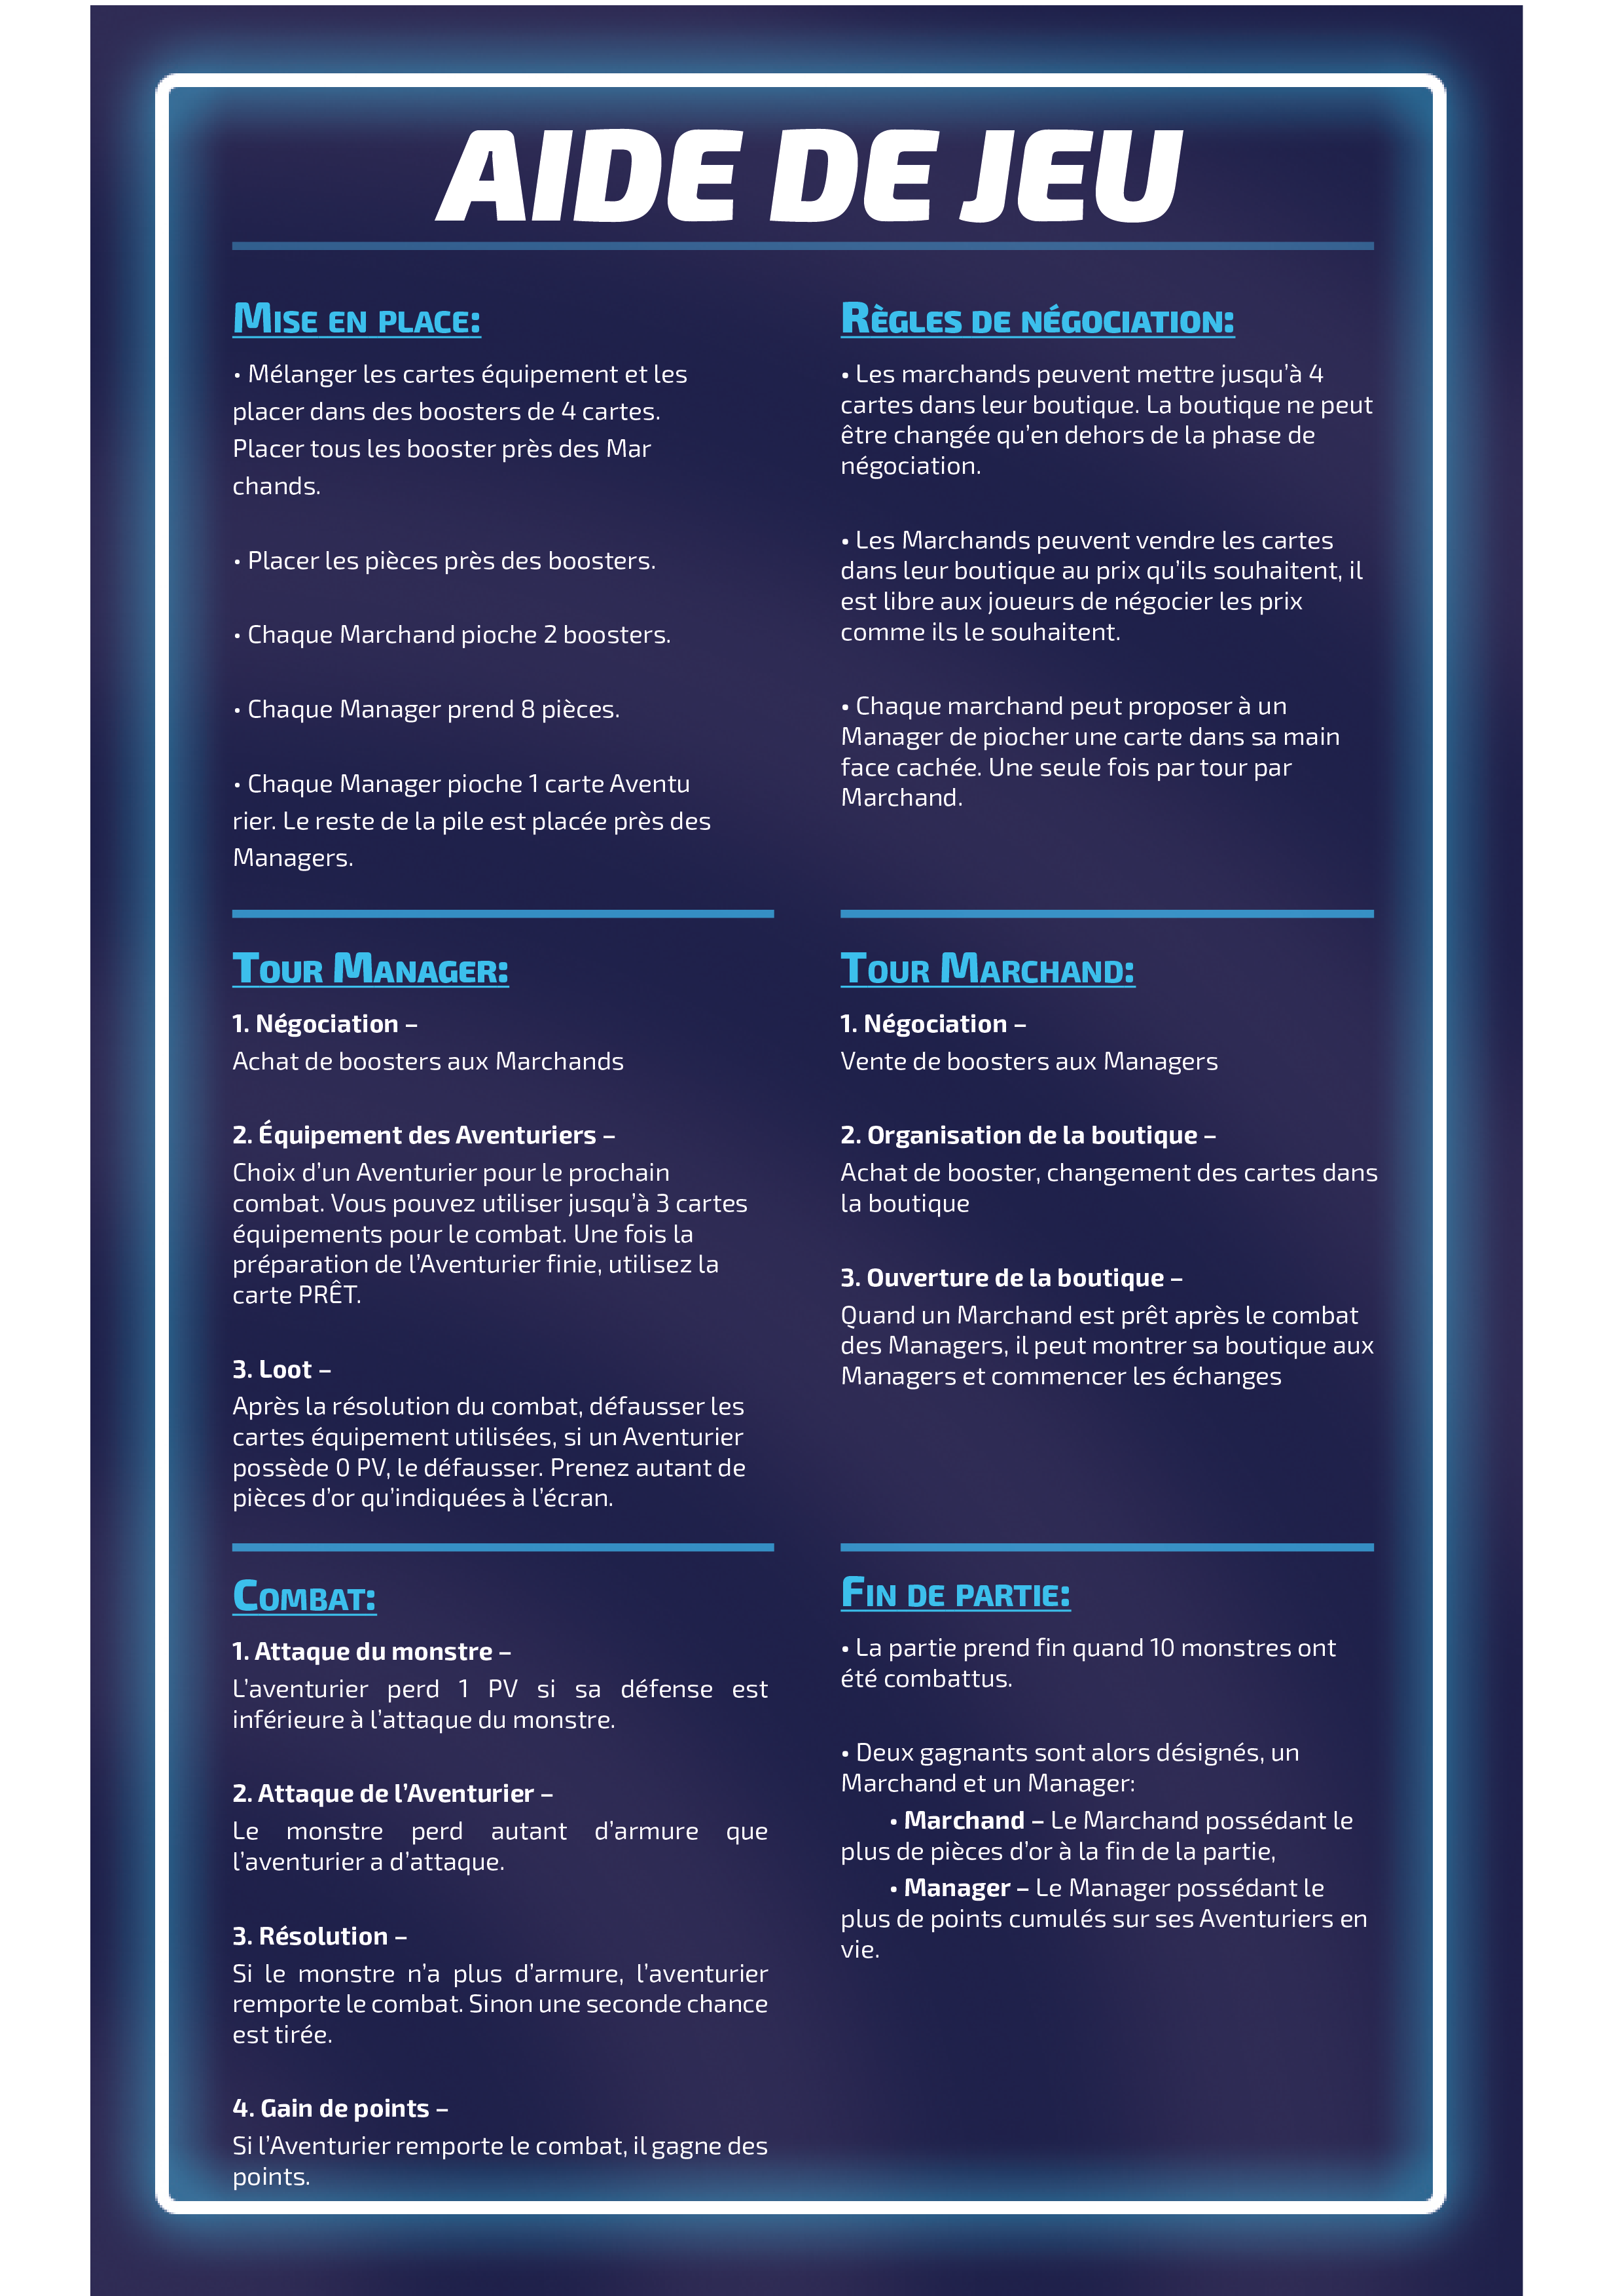 AIDE DE JEU
Mise en place:
• Mélanger les cartes équipement et les
placer dans des boosters de 4 cartes.
Placer tous les booster près des Mar
chands.
• Placer les pièces près des boosters.
• Chaque Marchand pioche 2 boosters.
• Chaque Manager prend 8 pièces.
• Chaque Manager pioche 1 carte Aventu
rier. Le reste de la pile est placée près des
Managers.
Règles de négociation:
• Les marchands peuvent mettre jusqu'à 4
cartes dans leur boutique. La boutique ne peut
être changée qu'en dehors de la phase de
négociation.
• Les Marchands peuvent vendre les cartes
dans leur boutique au prix qu'ils souhaitent, il
est libre aux joueurs de négocier les prix
comme ils le souhaitent.
• Chaque marchand peut proposer à un
Manager de piocher une carte dans sa main
face cachée. Une seule fois par tour par
Marchand.
Tour Manager:
1. Négociation –
Achat de boosters aux Marchands
2. Équipement des Aventuriers –
Choix d'un Aventurier pour le prochain
combat. Vous pouvez utiliser jusqu'à 3 cartes
équipements pour le combat. Une fois la
préparation de l'Aventurier finie, utilisez la
carte PRÊT.
3. Loot –
Après la résolution du combat, défausser les
cartes équipement utilisées, si un Aventurier
possède 0 PV, le défausser. Prenez autant de
pièces d'or qu'indiquées à l'écran.
Tour Marchand:
1. Négociation –
Vente de boosters aux Managers
2. Organisation de la boutique –
Achat de booster, changement des cartes dans
la boutique
3. Ouverture de la boutique –
Quand un Marchand est prêt après le combat
des Managers, il peut montrer sa boutique aux
Managers et commencer les échanges
Combat:
1. Attaque du monstre –
L'aventurier perd 1 PV si sa défense est
inférieure à l'attaque du monstre.
2. Attaque de l'Aventurier –
Le monstre perd autant d'armure que
l'aventurier a d'attaque.
3. Résolution –
Si le monstre n'a plus d'armure, l'aventurier
remporte le combat. Sinon une seconde chance
est tirée.
4. Gain de points –
Si l'Aventurier remporte le combat, il gagne des
points.
Fin de partie:
• La partie prend fin quand 10 monstres ont
été combattus.
• Deux gagnants sont alors désignés, un
Marchand et un Manager:
• Marchand – Le Marchand possédant le
plus de pièces d'or à la fin de la partie,
• Manager – Le Manager possédant le
plus de points cumulés sur ses Aventuriers en
vie.